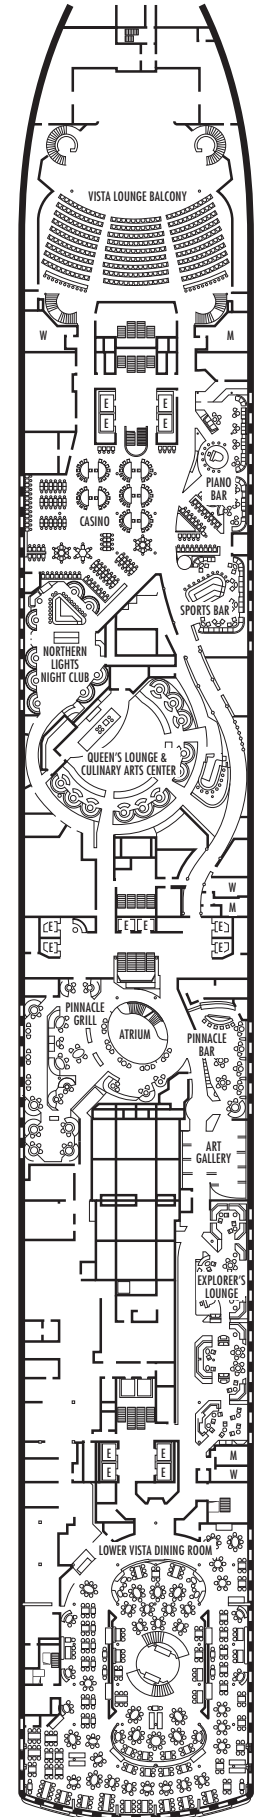 VISTA LOUNGE BALCONY
W
M
E
E
E
E
PIANO
BAR
CASINO
SPORTS BAR
NORTHERN
LIGHTS
NIGHT CLUB
QUEEN'S LOUNGE &
CULINARY ARTS CENTER
W
M
E
E
E
E
E
E
PINNACLE
GRILL
ATRIUM
PINNACLE
BAR
ART
GALLERY
EXPLORER'S
LOUNGE
E
E
E
E
M
W
LOWER VISTA DINING ROOM